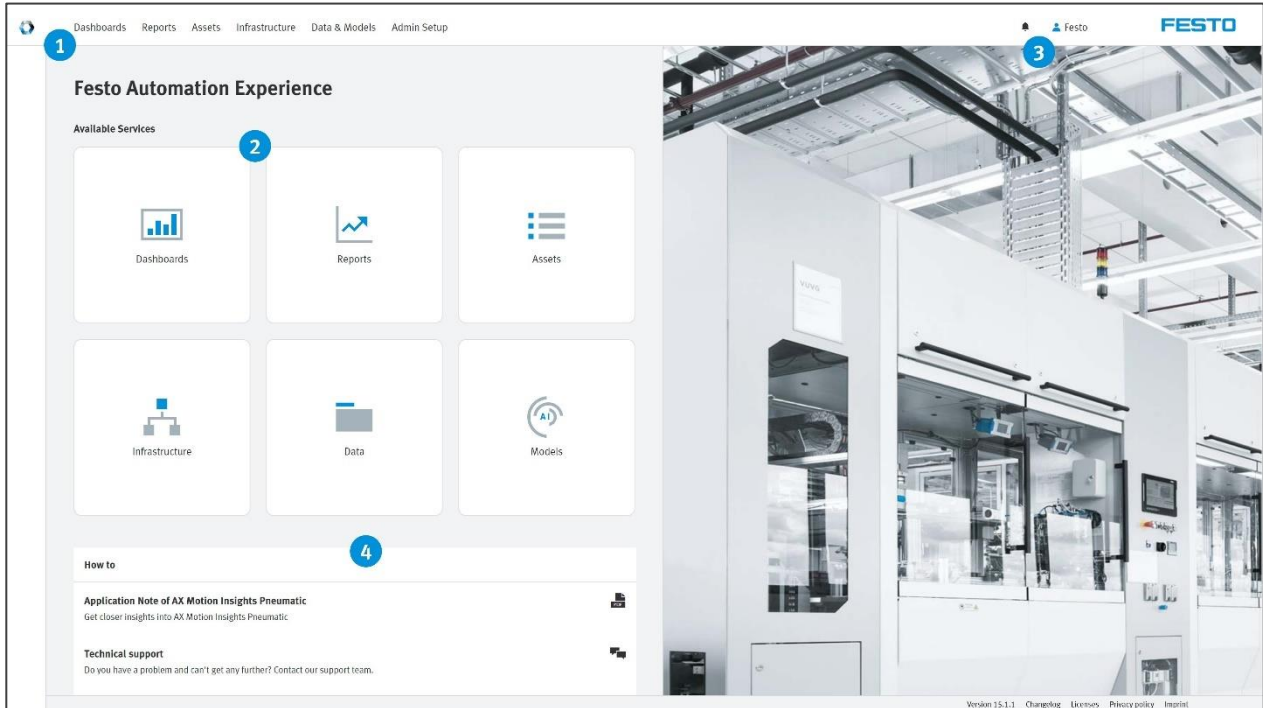 Dashboards Reports Assets Infrastructure Data & Models Admin Setup
Festo
FESTO
1
3
Festo Automation Experience
Available Services
2
Dashboards
Reports
Assets
VUVG
Infrastructure
Data
AI
Models
4
How to
Application Note of AX Motion Insights Pneumatic
PDF
Get closer insights into AX Motion Insights Pneumatic
Technical support
Do you have a problem and can't get any further? Contact our support team.
Version 15.1.1 Changelog Licenses Privacy policy Imprint